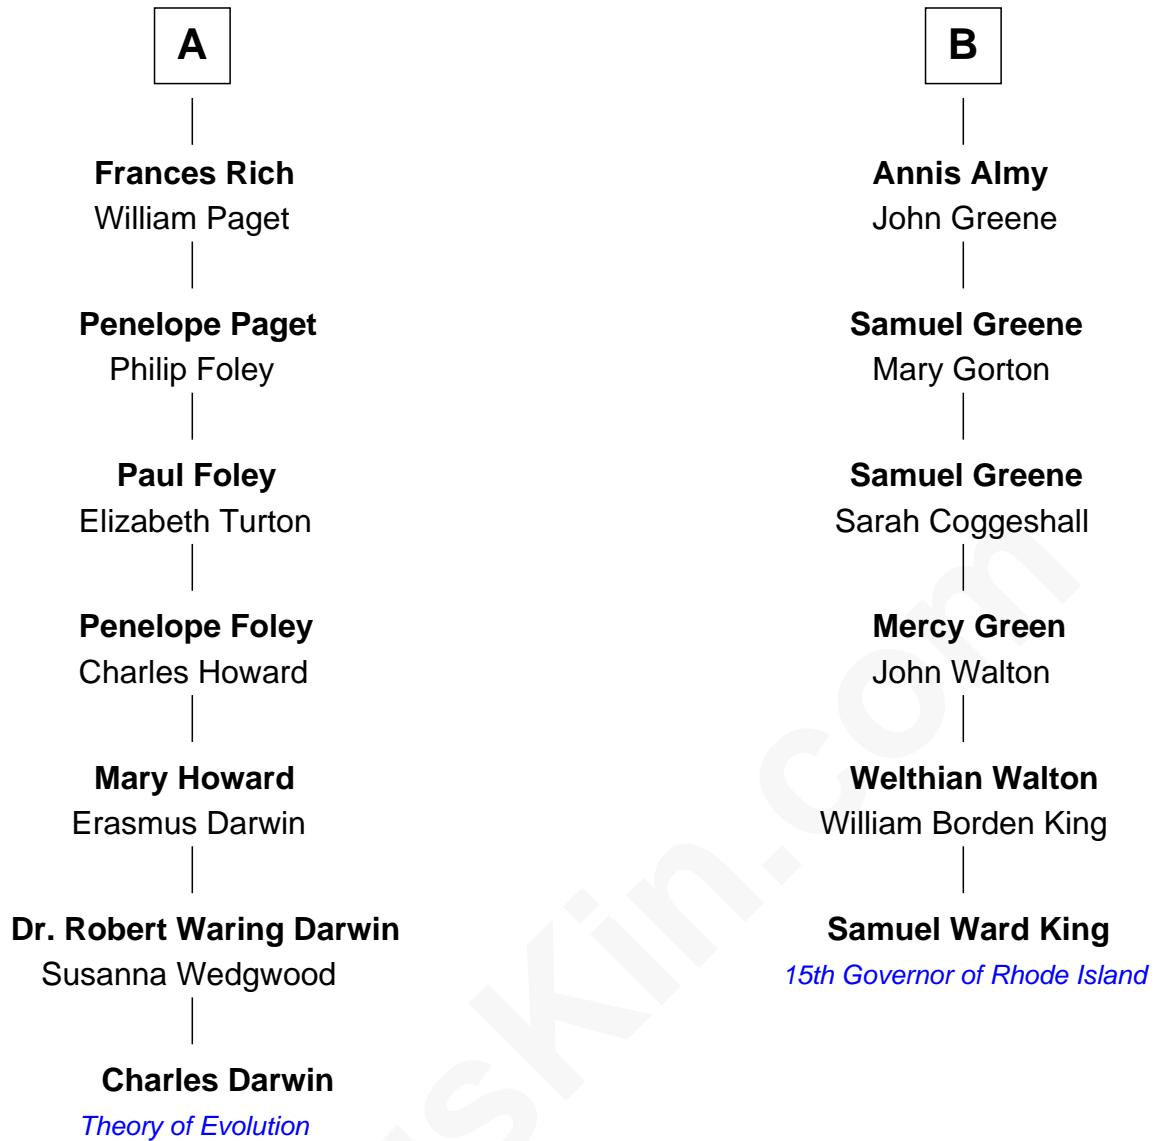 A
Frances Rich
William Paget
Penelope Paget
Philip Foley
Paul Foley
Elizabeth Turton
Penelope Foley
Charles Howard
Mary Howard
Erasmus Darwin
Dr. Robert Waring Darwin
Susanna Wedgwood
Charles Darwin
Theory of Evolution
B
Annis Almy
John Greene
Samuel Greene
Mary Gorton
Samuel Greene
Sarah Coggeshall
Mercy Green
John Walton
Welthian Walton
William Borden King
Samuel Ward King
15th Governor of Rhode Island
sKin.com